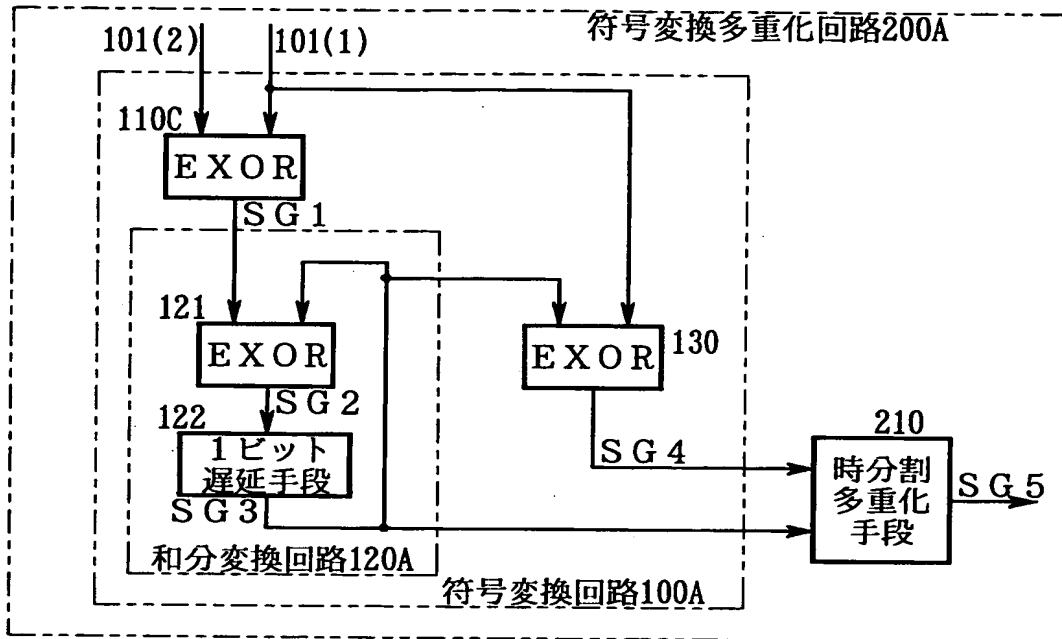 符号変換多重化回路200A
101(2)
101(1)
110C
EXOR
SG1
121
EXOR
EXOR
130
SG2
122
1ビット
遅延手段
SG3
SG4
210
時分割
多重化
手段
SG5
和分変換回路120A
符号変換回路100A